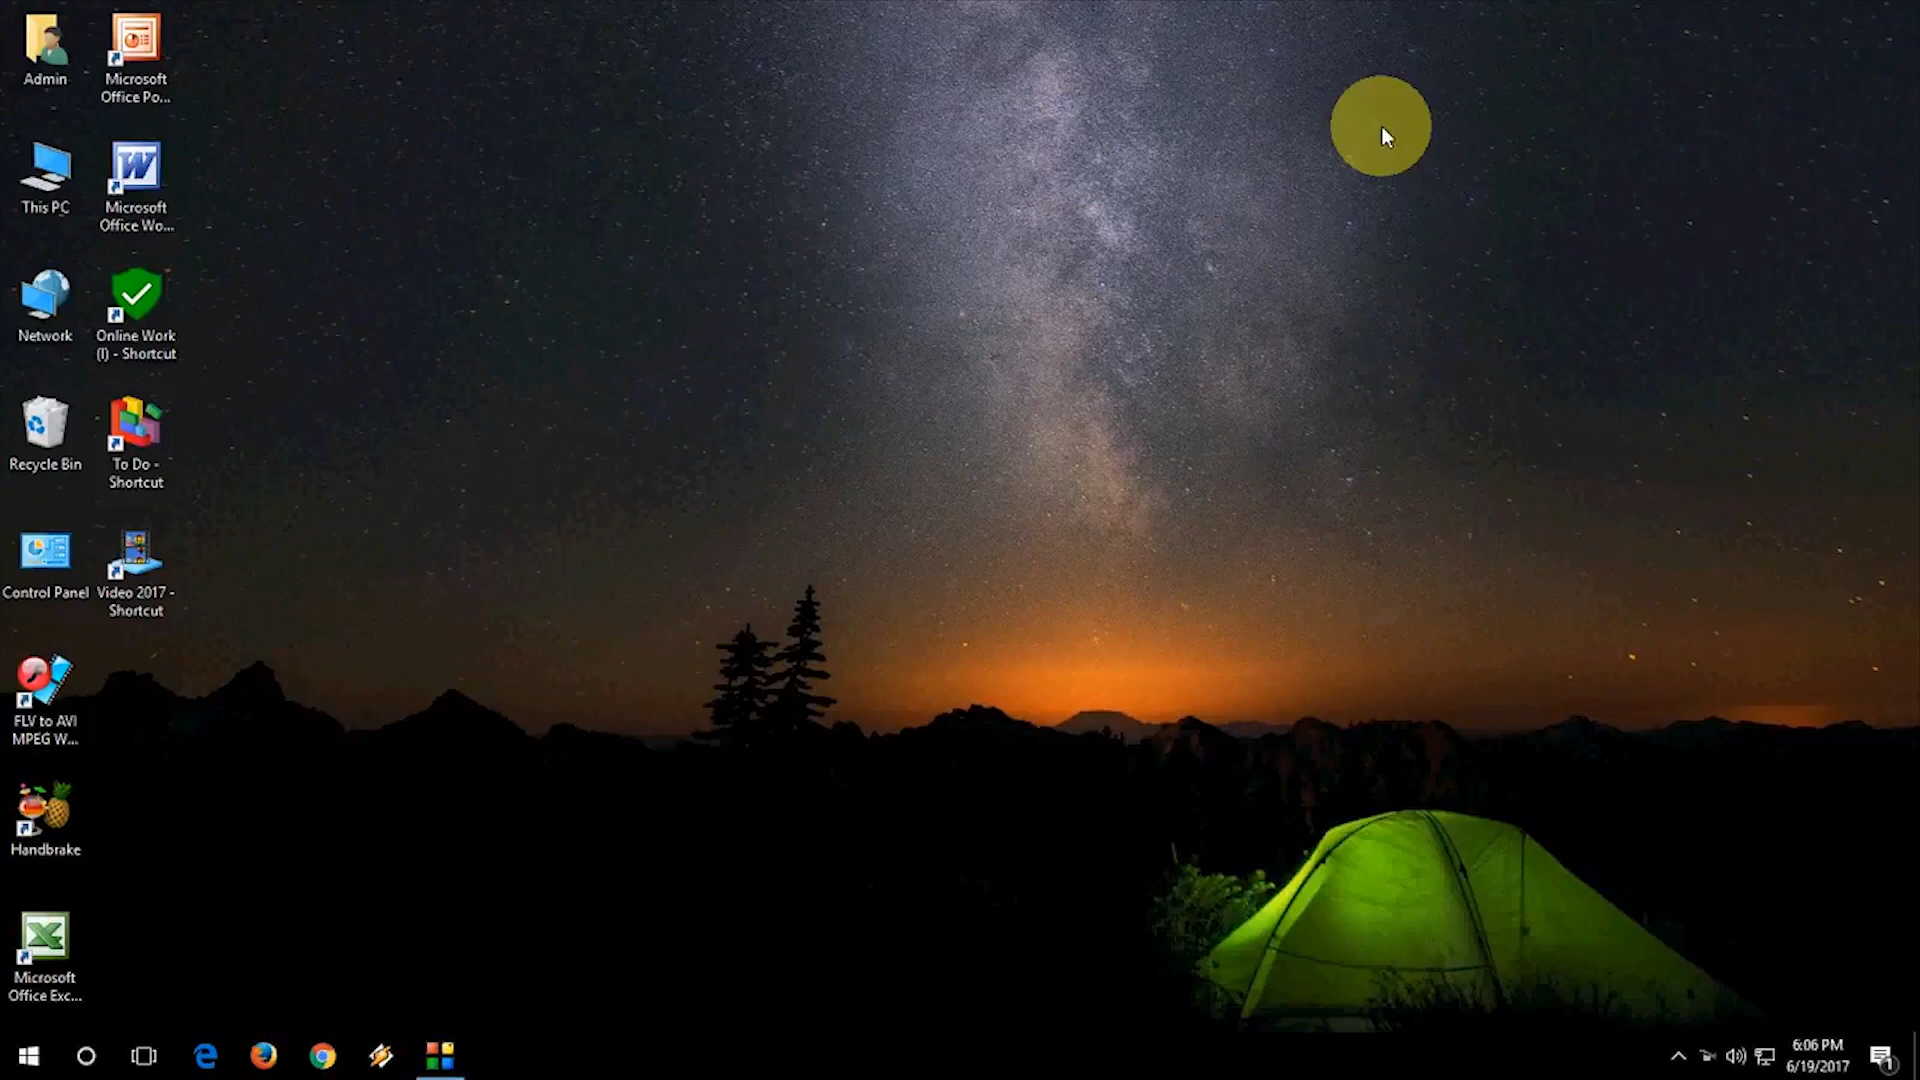 Admin
Microsoft
Office Po...
This PC
Microsoft
Office Wo...
Network
Online Work
(I) - Shortcut
Recycle Bin
To Do -
Shortcut
Control Panel
Video 2017 -
Shortcut
FLV to AVI
MPEG W...
Handbrake
Microsoft
Office Exc...
6:06 PM
6/19/2017
1